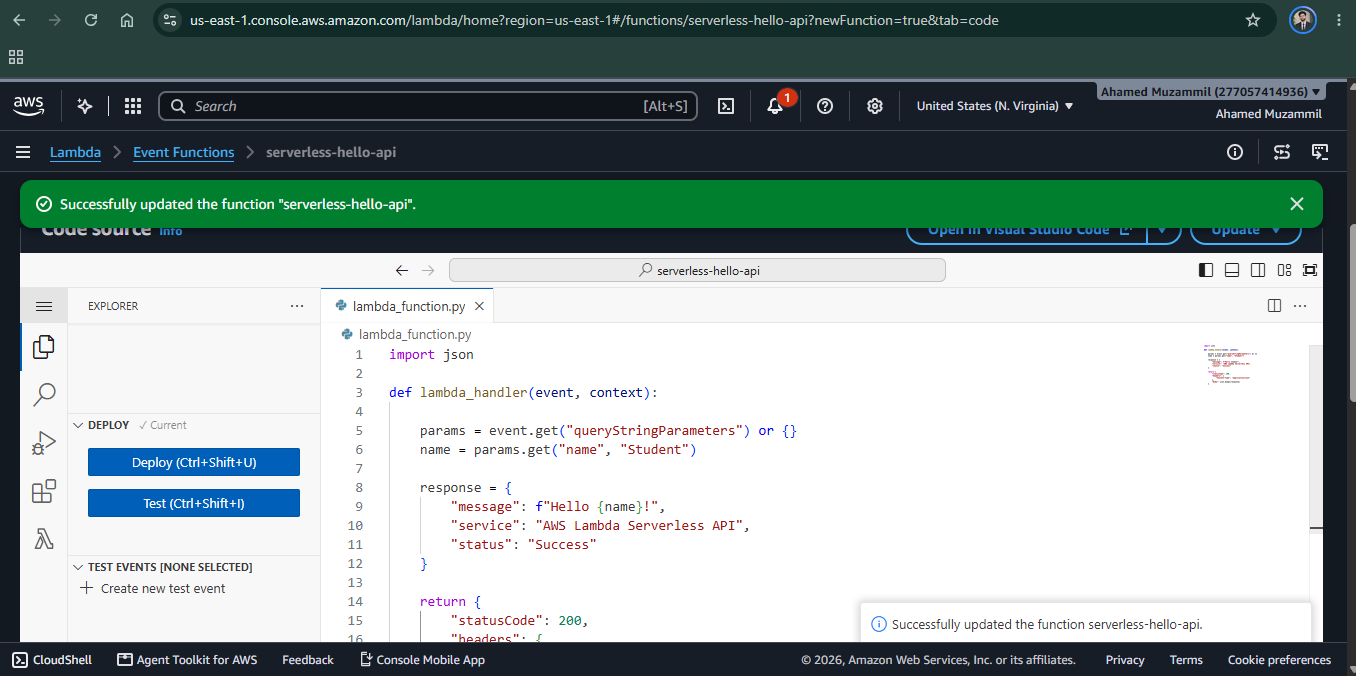 us-east-1.console.aws.amazon.com/lambda/home?region=us-east-1#/functions/serverless-hello-api?newFunction=true&tab=code
aws
Search [Alt+S]
1
United States (N. Virginia) ▼
Ahamed Muzammil (277057414936) ▼
Ahamed Muzammil
Lambda > Event Functions > serverless-hello-api
Successfully updated the function "serverless-hello-api".
Code source Info
Open in Visual Studio Code
Update ▼
serverless-hello-api
EXPLORER ...
lambda_function.py
lambda_function.py
DEPLOY ✓ Current
Deploy (Ctrl+Shift+U)
Test (Ctrl+Shift+I)
TEST EVENTS [NONE SELECTED]
+ Create new test event
1 import json
2
3 def lambda_handler(event, context):
4
5 params = event.get("queryStringParameters") or {}
6 name = params.get("name", "Student")
7
8 response = {
9 "message": f"Hello {name}!",
10 "service": "AWS Lambda Serverless API",
11 "status": "Success"
12 }
13
14 return {
15 "statusCode": 200,
16 "headers": {
Successfully updated the function serverless-hello-api.
CloudShell
Agent Toolkit for AWS
Feedback
Console Mobile App
© 2026, Amazon Web Services, Inc. or its affiliates.
Privacy
Terms
Cookie preferences